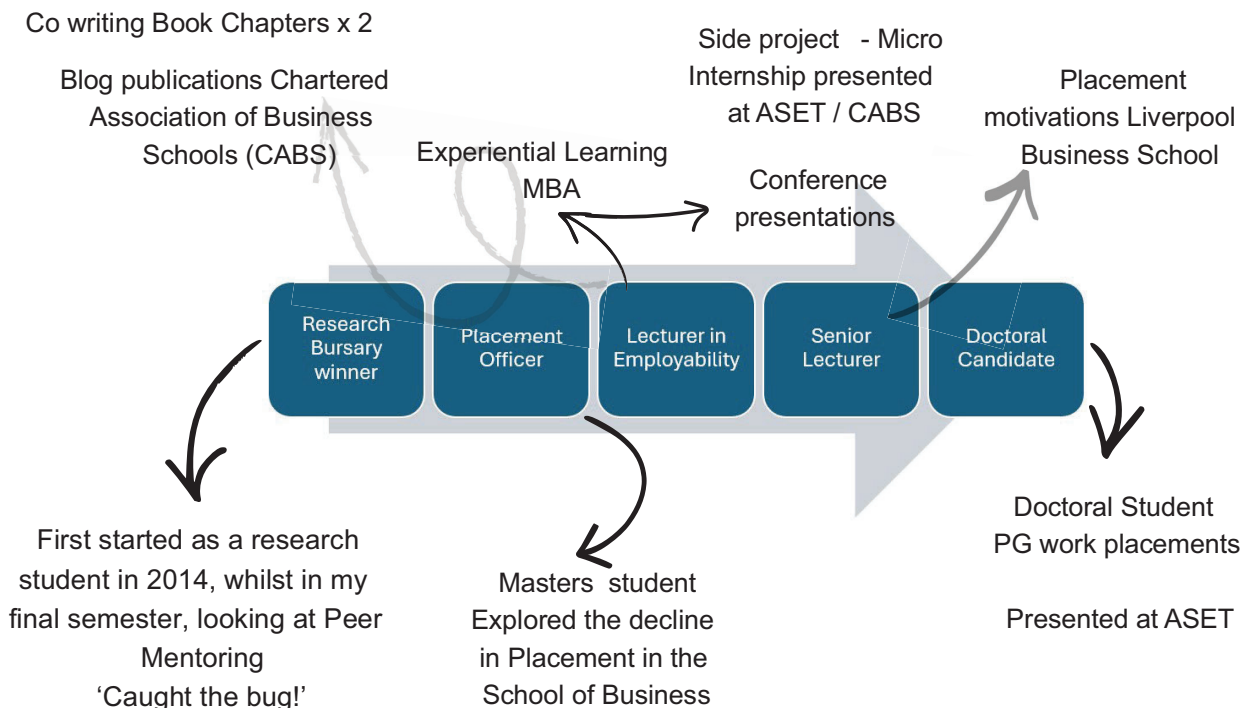 Co writing Book Chapters x 2
Blog publications Chartered
Association of Business
Schools (CABS)
Experiential Learning
MBA
Side project - Micro
Internship presented
at ASET / CABS
Conference
presentations
Placement
motivations Liverpool
Business School
Research
Bursary
winner
Placement
Officer
Lecturer in
Employability
Senior
Lecturer
Doctoral
Candidate
First started as a research
student in 2014, whilst in my
final semester, looking at Peer
Mentoring
‘Caught the bug!’
Masters student
Explored the decline
in Placement in the
School of Business
Doctoral Student
PG work placements
Presented at ASET